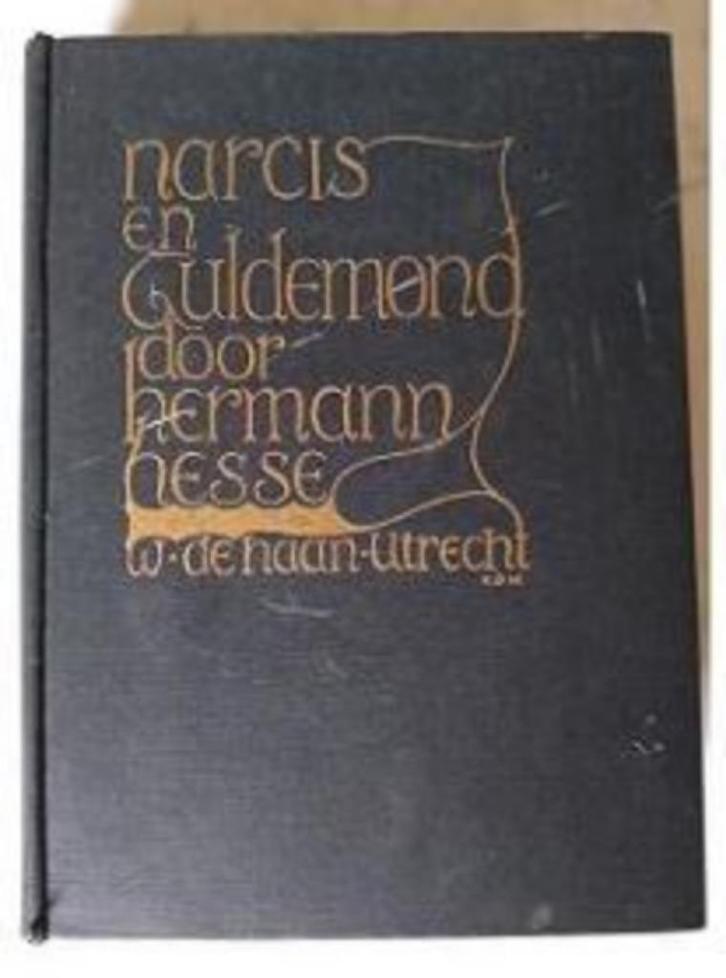 narcis
en
Guldemond
door
hermann
hesse
w·de haan-utrecht